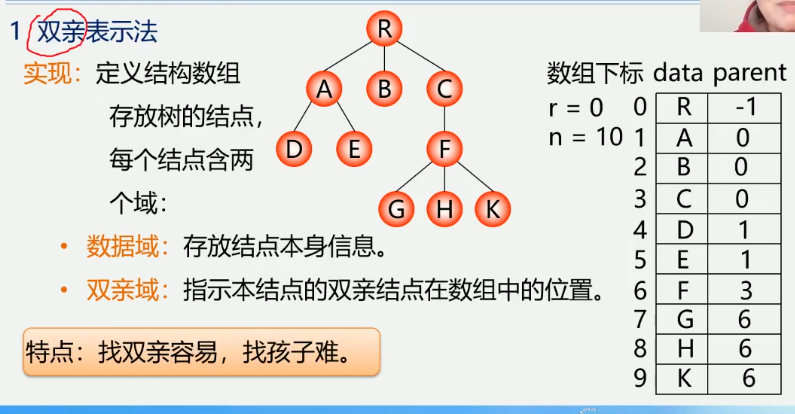 1 双亲表示法
实现：定义结构数组
存放树的结点，
每个结点含两
个域：
• 数据域：存放结点本身信息。
• 双亲域：指示本结点的双亲结点在数组中的位置。
特点：找双亲容易，找孩子难。
R
A B C
D E F
G H K
数组下标 data parent
r = 0 0 R -1
n = 10 1 A 0
2 B 0
3 C 0
4 D 1
5 E 1
6 F 3
7 G 6
8 H 6
9 K 6